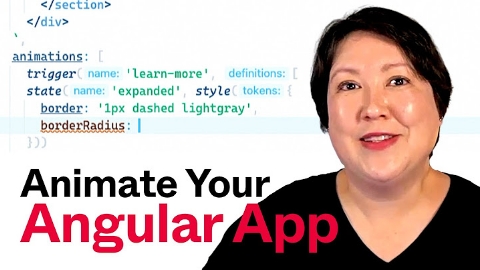 </section>
</div>
`,
animations: [
trigger( name: 'learn-more', definitions: [
state( name: 'expanded', style( tokens: {
border: '1px dashed lightgray',
borderRadius:
}))
Animate Your
Angular App